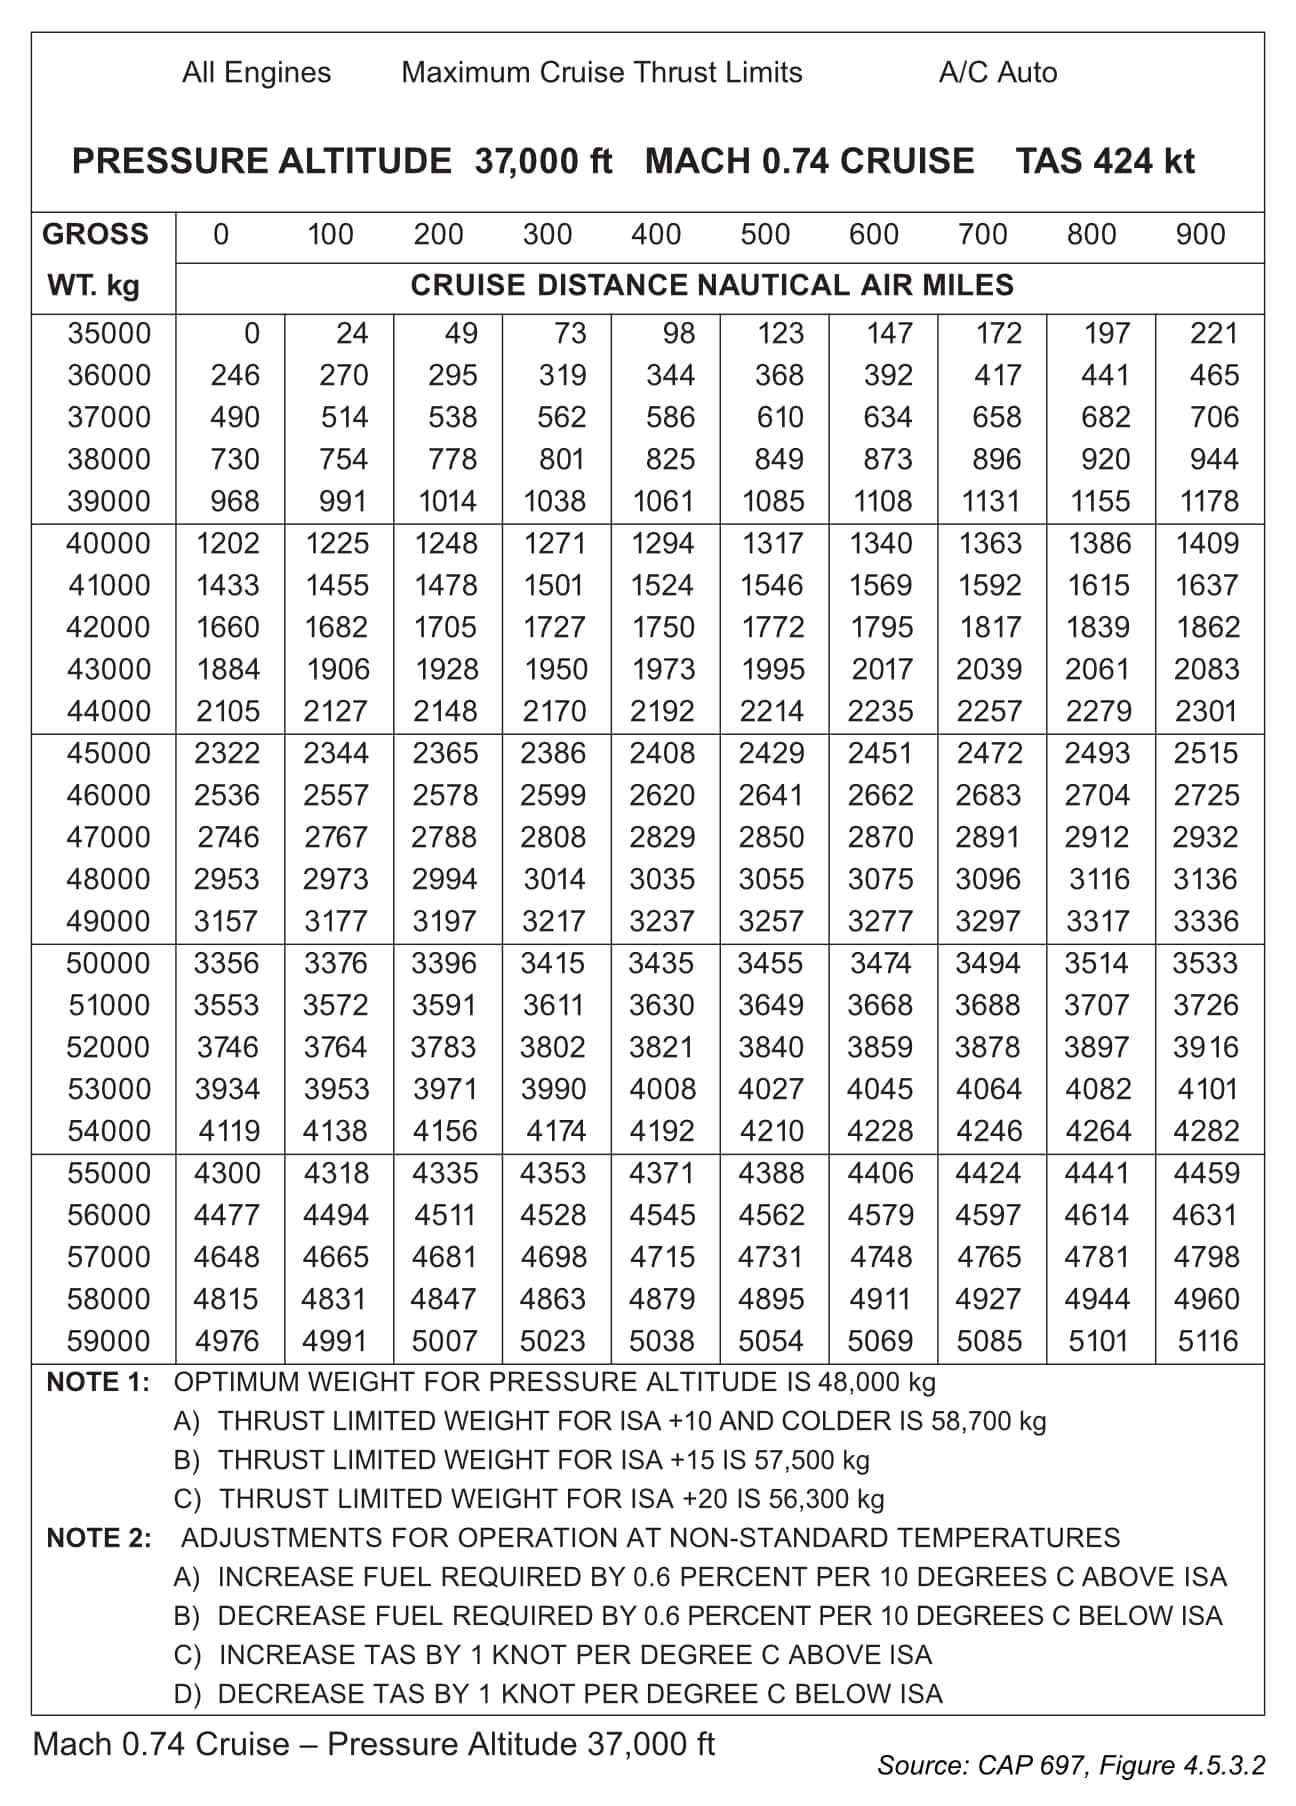 All Engines Maximum Cruise Thrust Limits A/C Auto
PRESSURE ALTITUDE 37,000 ft MACH 0.74 CRUISE TAS 424 kt
GROSS 0 100 200 300 400 500 600 700 800 900
WT. kg CRUISE DISTANCE NAUTICAL AIR MILES
35000 0 24 49 73 98 123 147 172 197 221
36000 246 270 295 319 344 368 392 417 441 465
37000 490 514 538 562 586 610 634 658 682 706
38000 730 754 778 801 825 849 873 896 920 944
39000 968 991 1014 1038 1061 1085 1108 1131 1155 1178
40000 1202 1225 1248 1271 1294 1317 1340 1363 1386 1409
41000 1433 1455 1478 1501 1524 1546 1569 1592 1615 1637
42000 1660 1682 1705 1727 1750 1772 1795 1817 1839 1862
43000 1884 1906 1928 1950 1973 1995 2017 2039 2061 2083
44000 2105 2127 2148 2170 2192 2214 2235 2257 2279 2301
45000 2322 2344 2365 2386 2408 2429 2451 2472 2493 2515
46000 2536 2557 2578 2599 2620 2641 2662 2683 2704 2725
47000 2746 2767 2788 2808 2829 2850 2870 2891 2912 2932
48000 2953 2973 2994 3014 3035 3055 3075 3096 3116 3136
49000 3157 3177 3197 3217 3237 3257 3277 3297 3317 3336
50000 3356 3376 3396 3415 3435 3455 3474 3494 3514 3533
51000 3553 3572 3591 3611 3630 3649 3668 3688 3707 3726
52000 3746 3764 3783 3802 3821 3840 3859 3878 3897 3916
53000 3934 3953 3971 3990 4008 4027 4045 4064 4082 4101
54000 4119 4138 4156 4174 4192 4210 4228 4246 4264 4282
55000 4300 4318 4335 4353 4371 4388 4406 4424 4441 4459
56000 4477 4494 4511 4528 4545 4562 4579 4597 4614 4631
57000 4648 4665 4681 4698 4715 4731 4748 4765 4781 4798
58000 4815 4831 4847 4863 4879 4895 4911 4927 4944 4960
59000 4976 4991 5007 5023 5038 5054 5069 5085 5101 5116
NOTE 1: OPTIMUM WEIGHT FOR PRESSURE ALTITUDE IS 48,000 kg
A) THRUST LIMITED WEIGHT FOR ISA +10 AND COLDER IS 58,700 kg
B) THRUST LIMITED WEIGHT FOR ISA +15 IS 57,500 kg
C) THRUST LIMITED WEIGHT FOR ISA +20 IS 56,300 kg
NOTE 2: ADJUSTMENTS FOR OPERATION AT NON-STANDARD TEMPERATURES
A) INCREASE FUEL REQUIRED BY 0.6 PERCENT PER 10 DEGREES C ABOVE ISA
B) DECREASE FUEL REQUIRED BY 0.6 PERCENT PER 10 DEGREES C BELOW ISA
C) INCREASE TAS BY 1 KNOT PER DEGREE C ABOVE ISA
D) DECREASE TAS BY 1 KNOT PER DEGREE C BELOW ISA
Mach 0.74 Cruise – Pressure Altitude 37,000 ft
Source: CAP 697, Figure 4.5.3.2